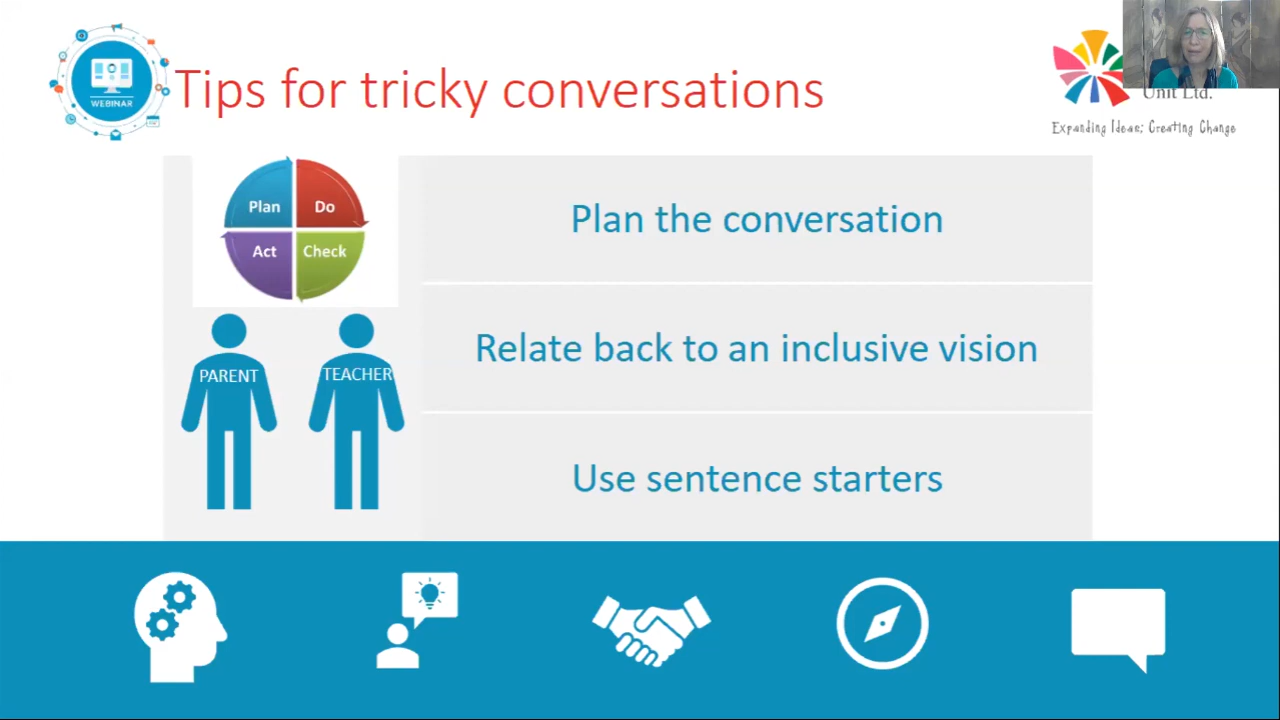 WEBINAR
Tips for tricky conversations
Unit Ltd.
Expanding Ideas; Creating Change
Plan
Do
Act
Check
Plan the conversation
PARENT
TEACHER
Relate back to an inclusive vision
Use sentence starters